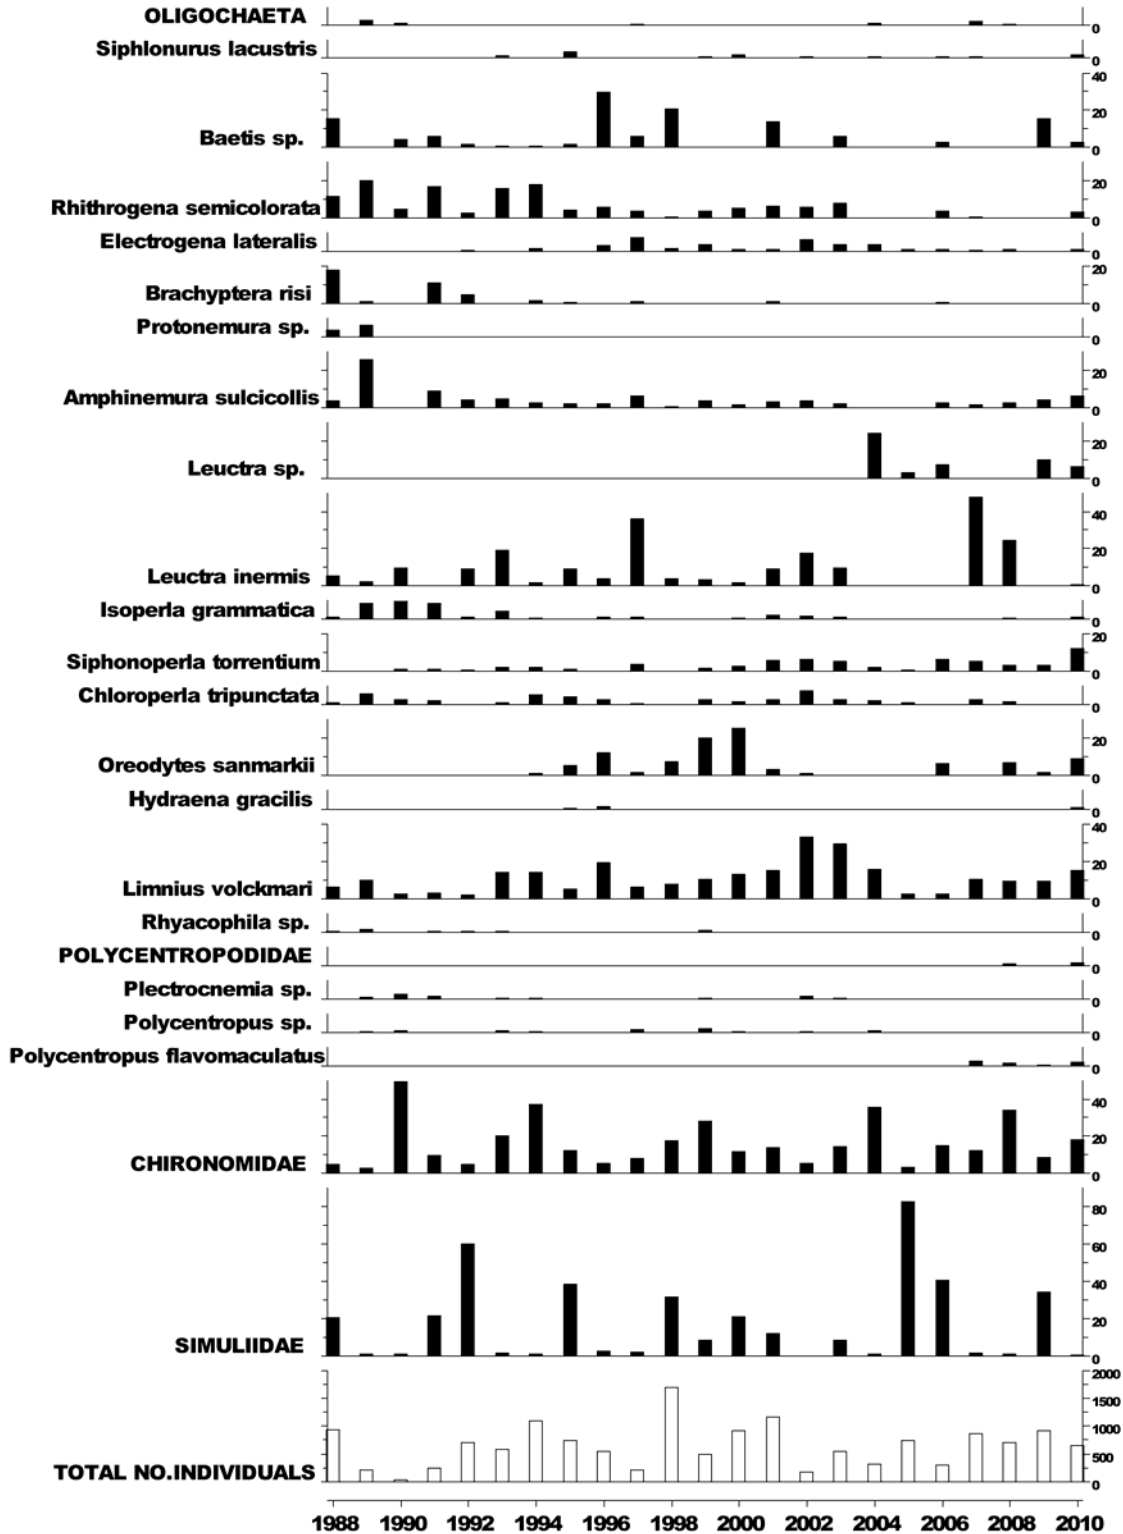 OLIGOCHAETA 0
Siphlonurus lacustris 0
40
20
Baetis sp. 0
20
Rhithrogena semicolorata 0
Electrogena lateralis 0
20
Brachyptera risi 0
Protonemura sp. 0
20
Amphinemura sulcicollis 0
20
Leuctra sp. 0
40
20
Leuctra inermis 0
Isoperla grammatica 0
20
Siphonoperla torrentium 0
Chloroperla tripunctata 0
20
Oreodytes sanmarkii 0
Hydraena gracilis 0
40
20
Limnius volckmari 0
Rhyacophila sp. 0
POLYCENTROPODIDAE 0
Plectrocnemia sp. 0
Polycentropus sp. 0
Polycentropus flavomaculatus 0
40
20
CHIRONOMIDAE 0
80
60
40
20
SIMULIIDAE 0
2000
1500
1000
500
TOTAL NO.INDIVIDUALS 0
1988 1990 1992 1994 1996 1998 2000 2002 2004 2006 2008 2010